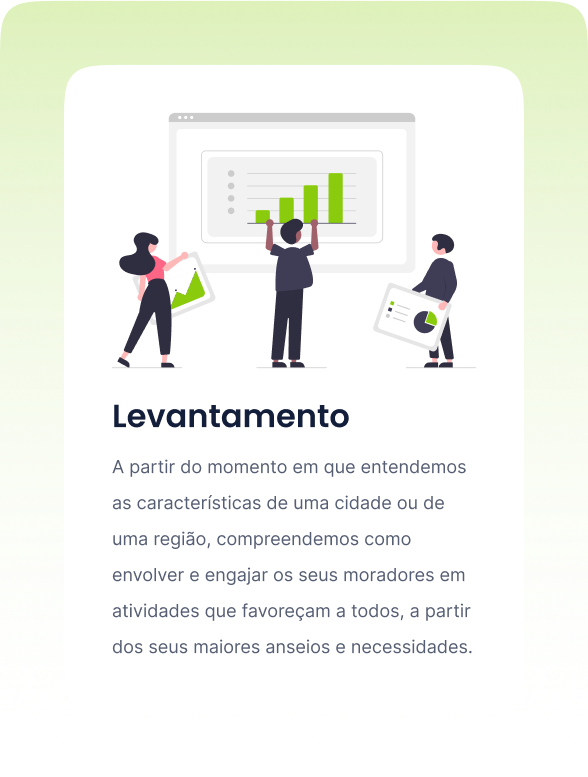 Levantamento
A partir do momento em que entendemos
as características de uma cidade ou de
uma região, compreendemos como
envolver e engajar os seus moradores em
atividades que favoreçam a todos, a partir
dos seus maiores anseios e necessidades.